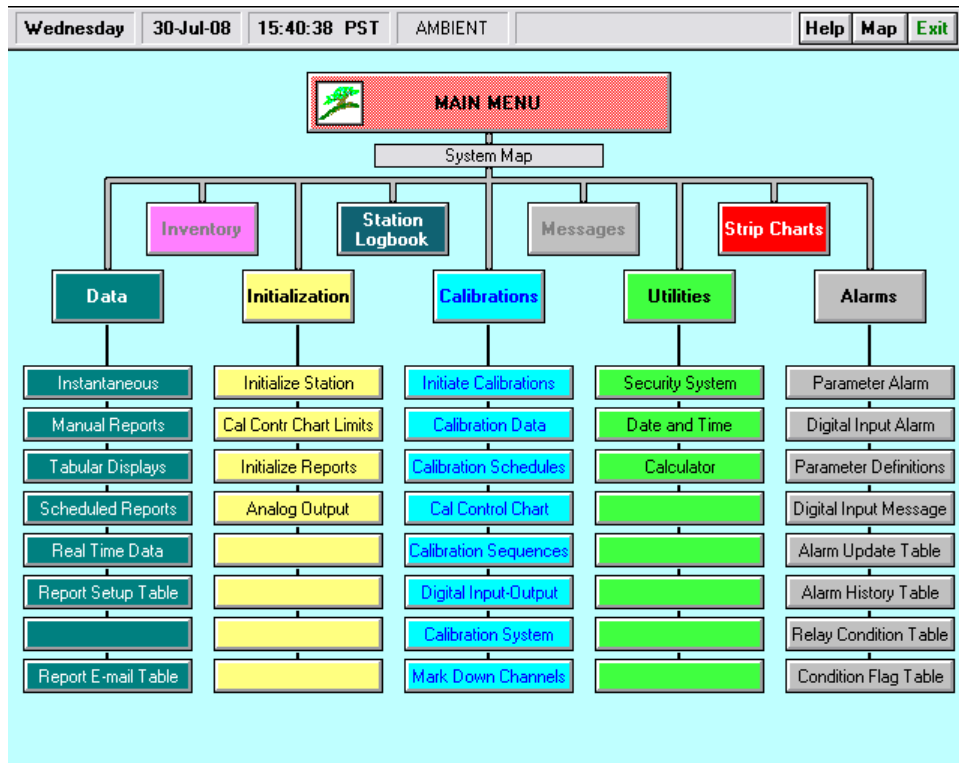 Wednesday 30-Jul-08 15:40:38 PST AMBIENT Help Map Exit
MAIN MENU
System Map
Inventory Station Logbook Messages Strip Charts
Data Initialization Calibrations Utilities Alarms
Instantaneous Initialize Station Initiate Calibrations Security System Parameter Alarm
Manual Reports Cal Contr Chart Limits Calibration Data Date and Time Digital Input Alarm
Tabular Displays Initialize Reports Calibration Schedules Calculator Parameter Definitions
Scheduled Reports Analog Output Cal Control Chart Digital Input Message
Real Time Data Calibration Sequences Alarm Update Table
Report Setup Table Digital Input-Output Alarm History Table
Calibration System Relay Condition Table
Report E-mail Table Mark Down Channels Condition Flag Table